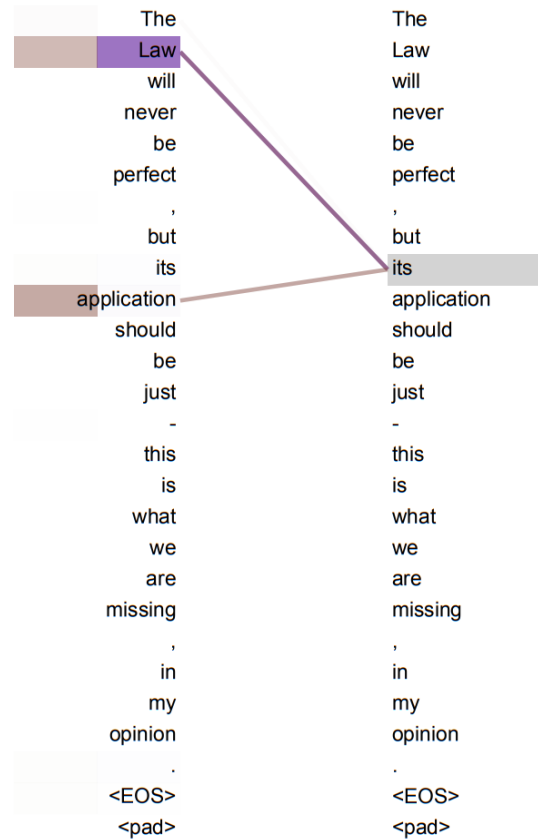 The The
Law Law
will will
never never
be be
perfect perfect
, ,
but but
its its
application application
should should
be be
just just
- -
this this
is is
what what
we we
are are
missing missing
, ,
in in
my my
opinion opinion
. .
<EOS> <EOS>
<pad> <pad>